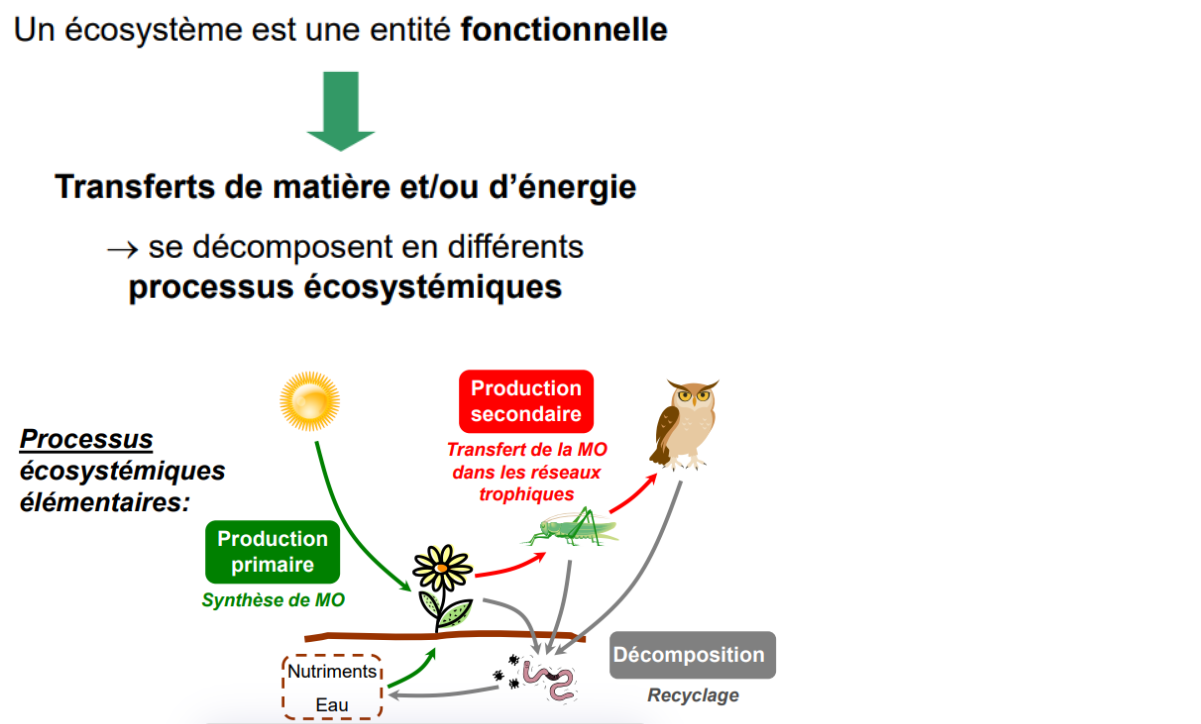 Un écosystème est une entité fonctionnelle
Transferts de matière et/ou d’énergie
→ se décomposent en différents
processus écosystémiques
Processus
écosystémiques
élémentaires:
Production
secondaire
Transfert de la MO
dans les réseaux
trophiques
Production
primaire
Synthèse de MO
Nutriments
Eau
Décomposition
Recyclage